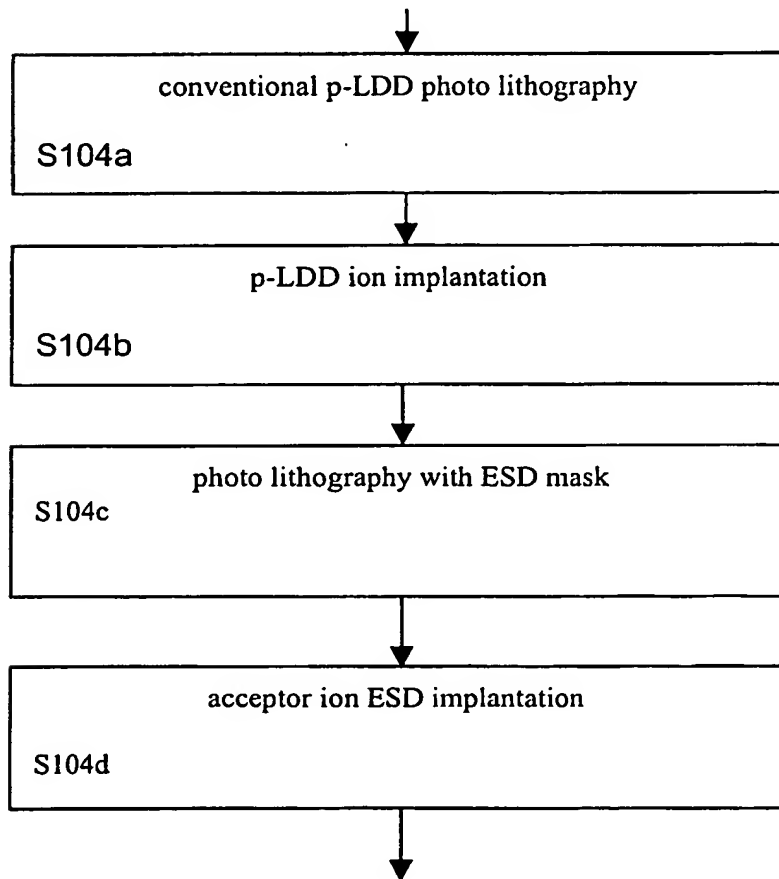 conventional p-LDD photo lithography
S104a
p-LDD ion implantation
S104b
photo lithography with ESD mask
S104c
acceptor ion ESD implantation
S104d